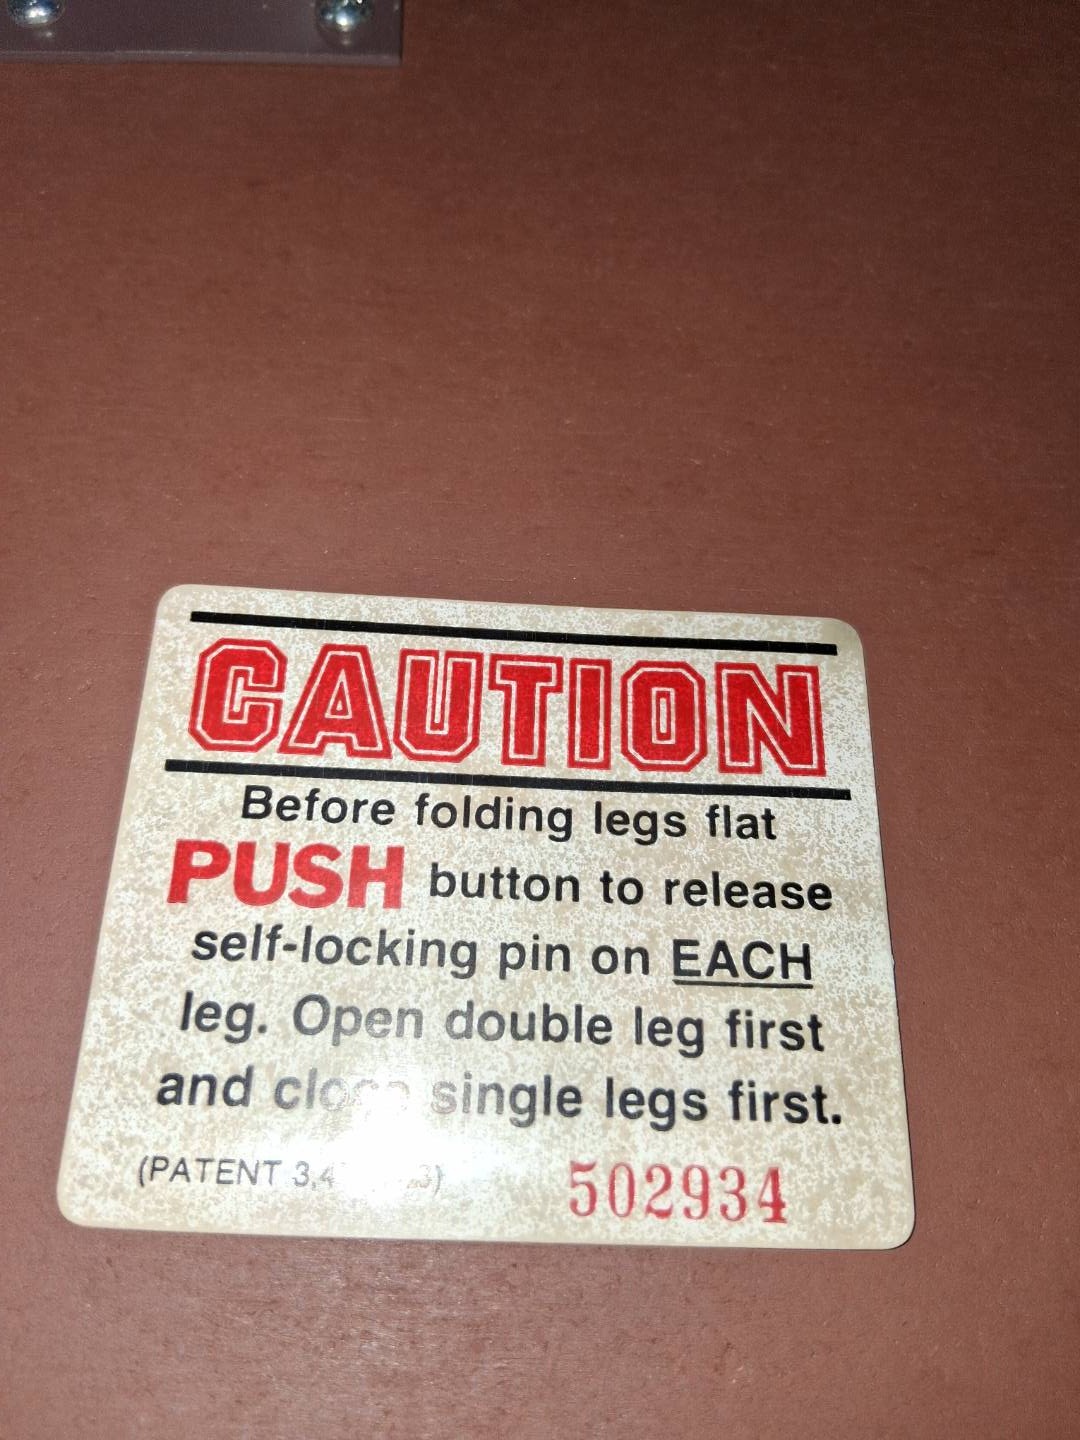 CAUTION
Before folding legs flat
PUSH button to release
self-locking pin on EACH
leg. Open double leg first
and close single legs first.
(PATENT
502934